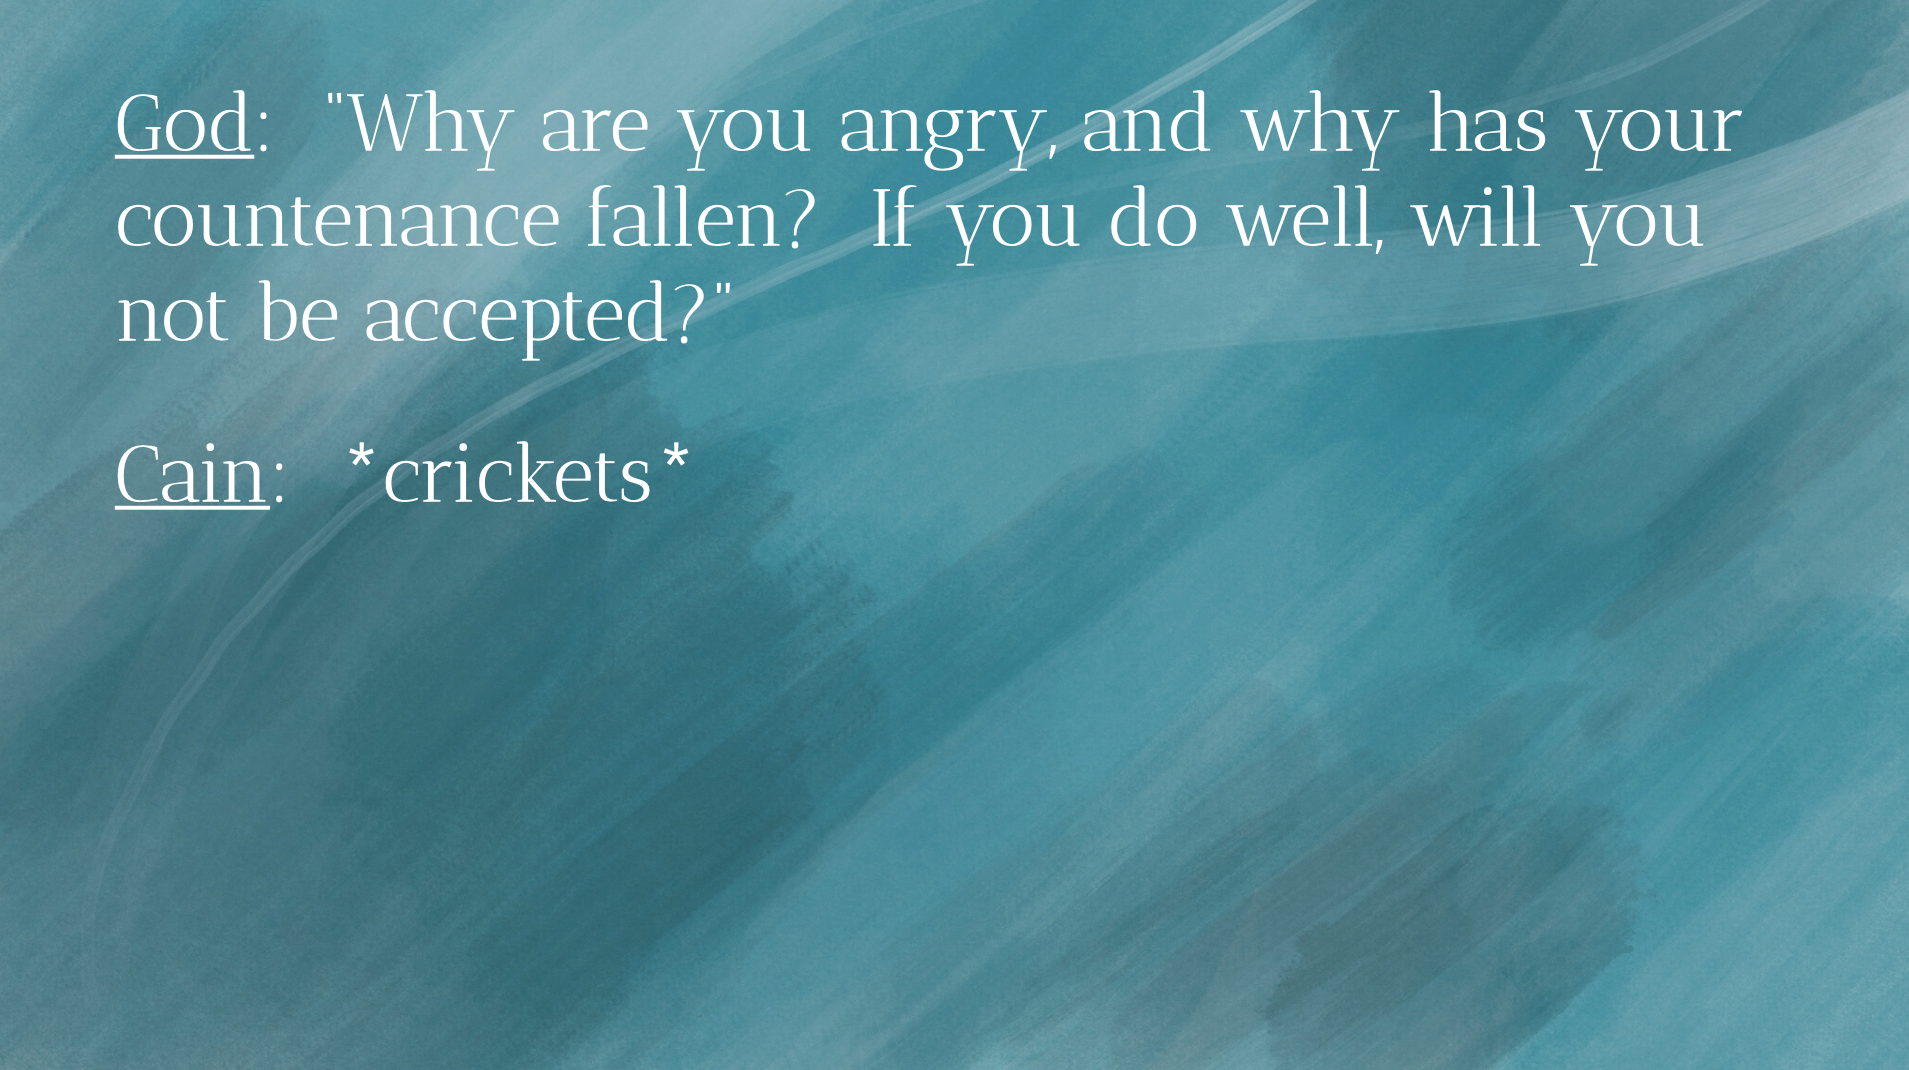 God:  "Why are you angry, and why has your
countenance fallen?  If you do well, will you
not be accepted?"
Cain:  *crickets*